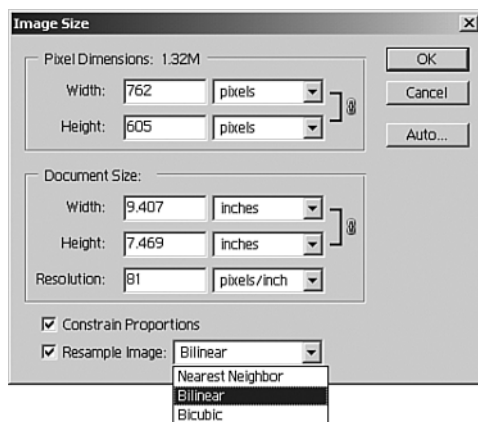 Image Size
Pixel Dimensions: 1.32M
OK
Width: 762 pixels
Cancel
Height: 605 pixels
Auto...
Document Size:
Width: 9.407 inches
Height: 7.469 inches
Resolution: 81 pixels/inch
Constrain Proportions
Resample Image: Bilinear
Nearest Neighbor
Bilinear
Bicubic